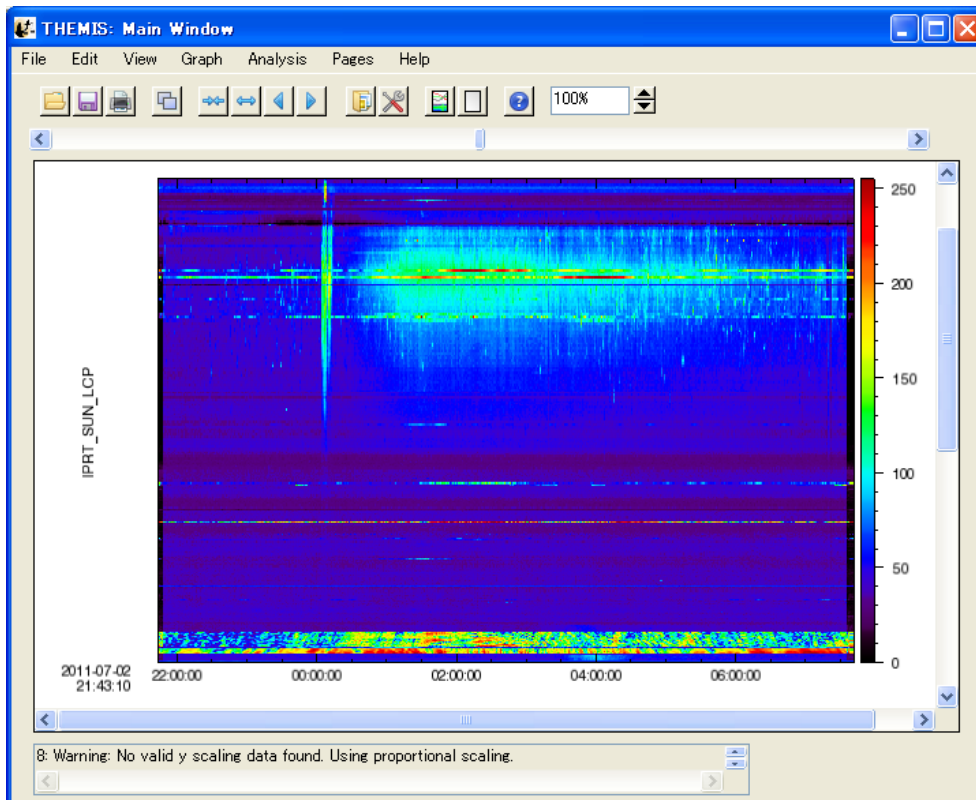 THEMIS: Main Window
File Edit View Graph Analysis Pages Help
100%
250
200
150
100
50
0
IPRT_SUN_LCP
2011-07-02
21:43:10
22:00:00 00:00:00 02:00:00 04:00:00 06:00:00
8: Warning: No valid y scaling data found. Using proportional scaling.